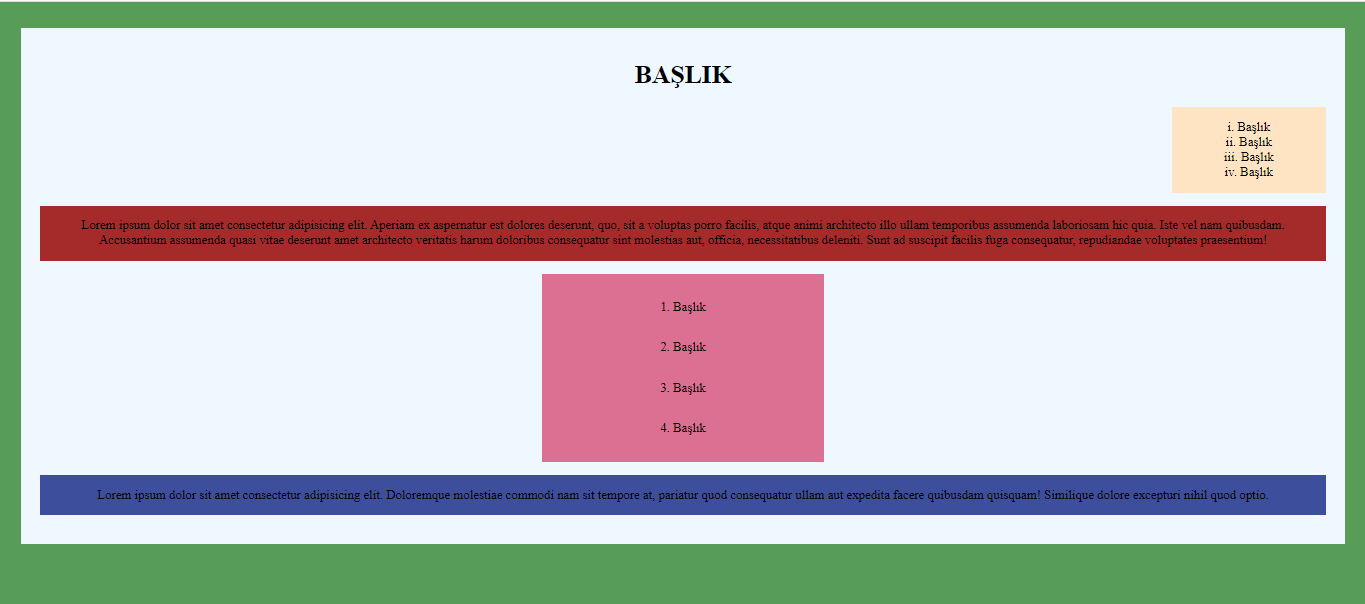 BAŞLIK
i. Başlık
ii. Başlık
iii. Başlık
iv. Başlık
Lorem ipsum dolor sit amet consectetur adipisicing elit. Aperiam ex aspernatur est dolores deserunt, quo, sit a voluptas porro facilis, atque animi architecto illo ullam temporibus assumenda laboriosam hic quia. Iste vel nam quibusdam.
Accusantium assumenda quasi vitae deserunt amet architecto veritatis harum doloribus consequatur sint molestias aut, officia, necessitatibus deleniti. Sunt ad suscipit facilis fuga consequatur, repudiandae voluptates praesentium!
1. Başlık
2. Başlık
3. Başlık
4. Başlık
Lorem ipsum dolor sit amet consectetur adipisicing elit. Doloremque molestiae commodi nam sit tempore at, pariatur quod consequatur ullam aut expedita facere quibusdam quisquam! Similique dolore excepturi nihil quod optio.